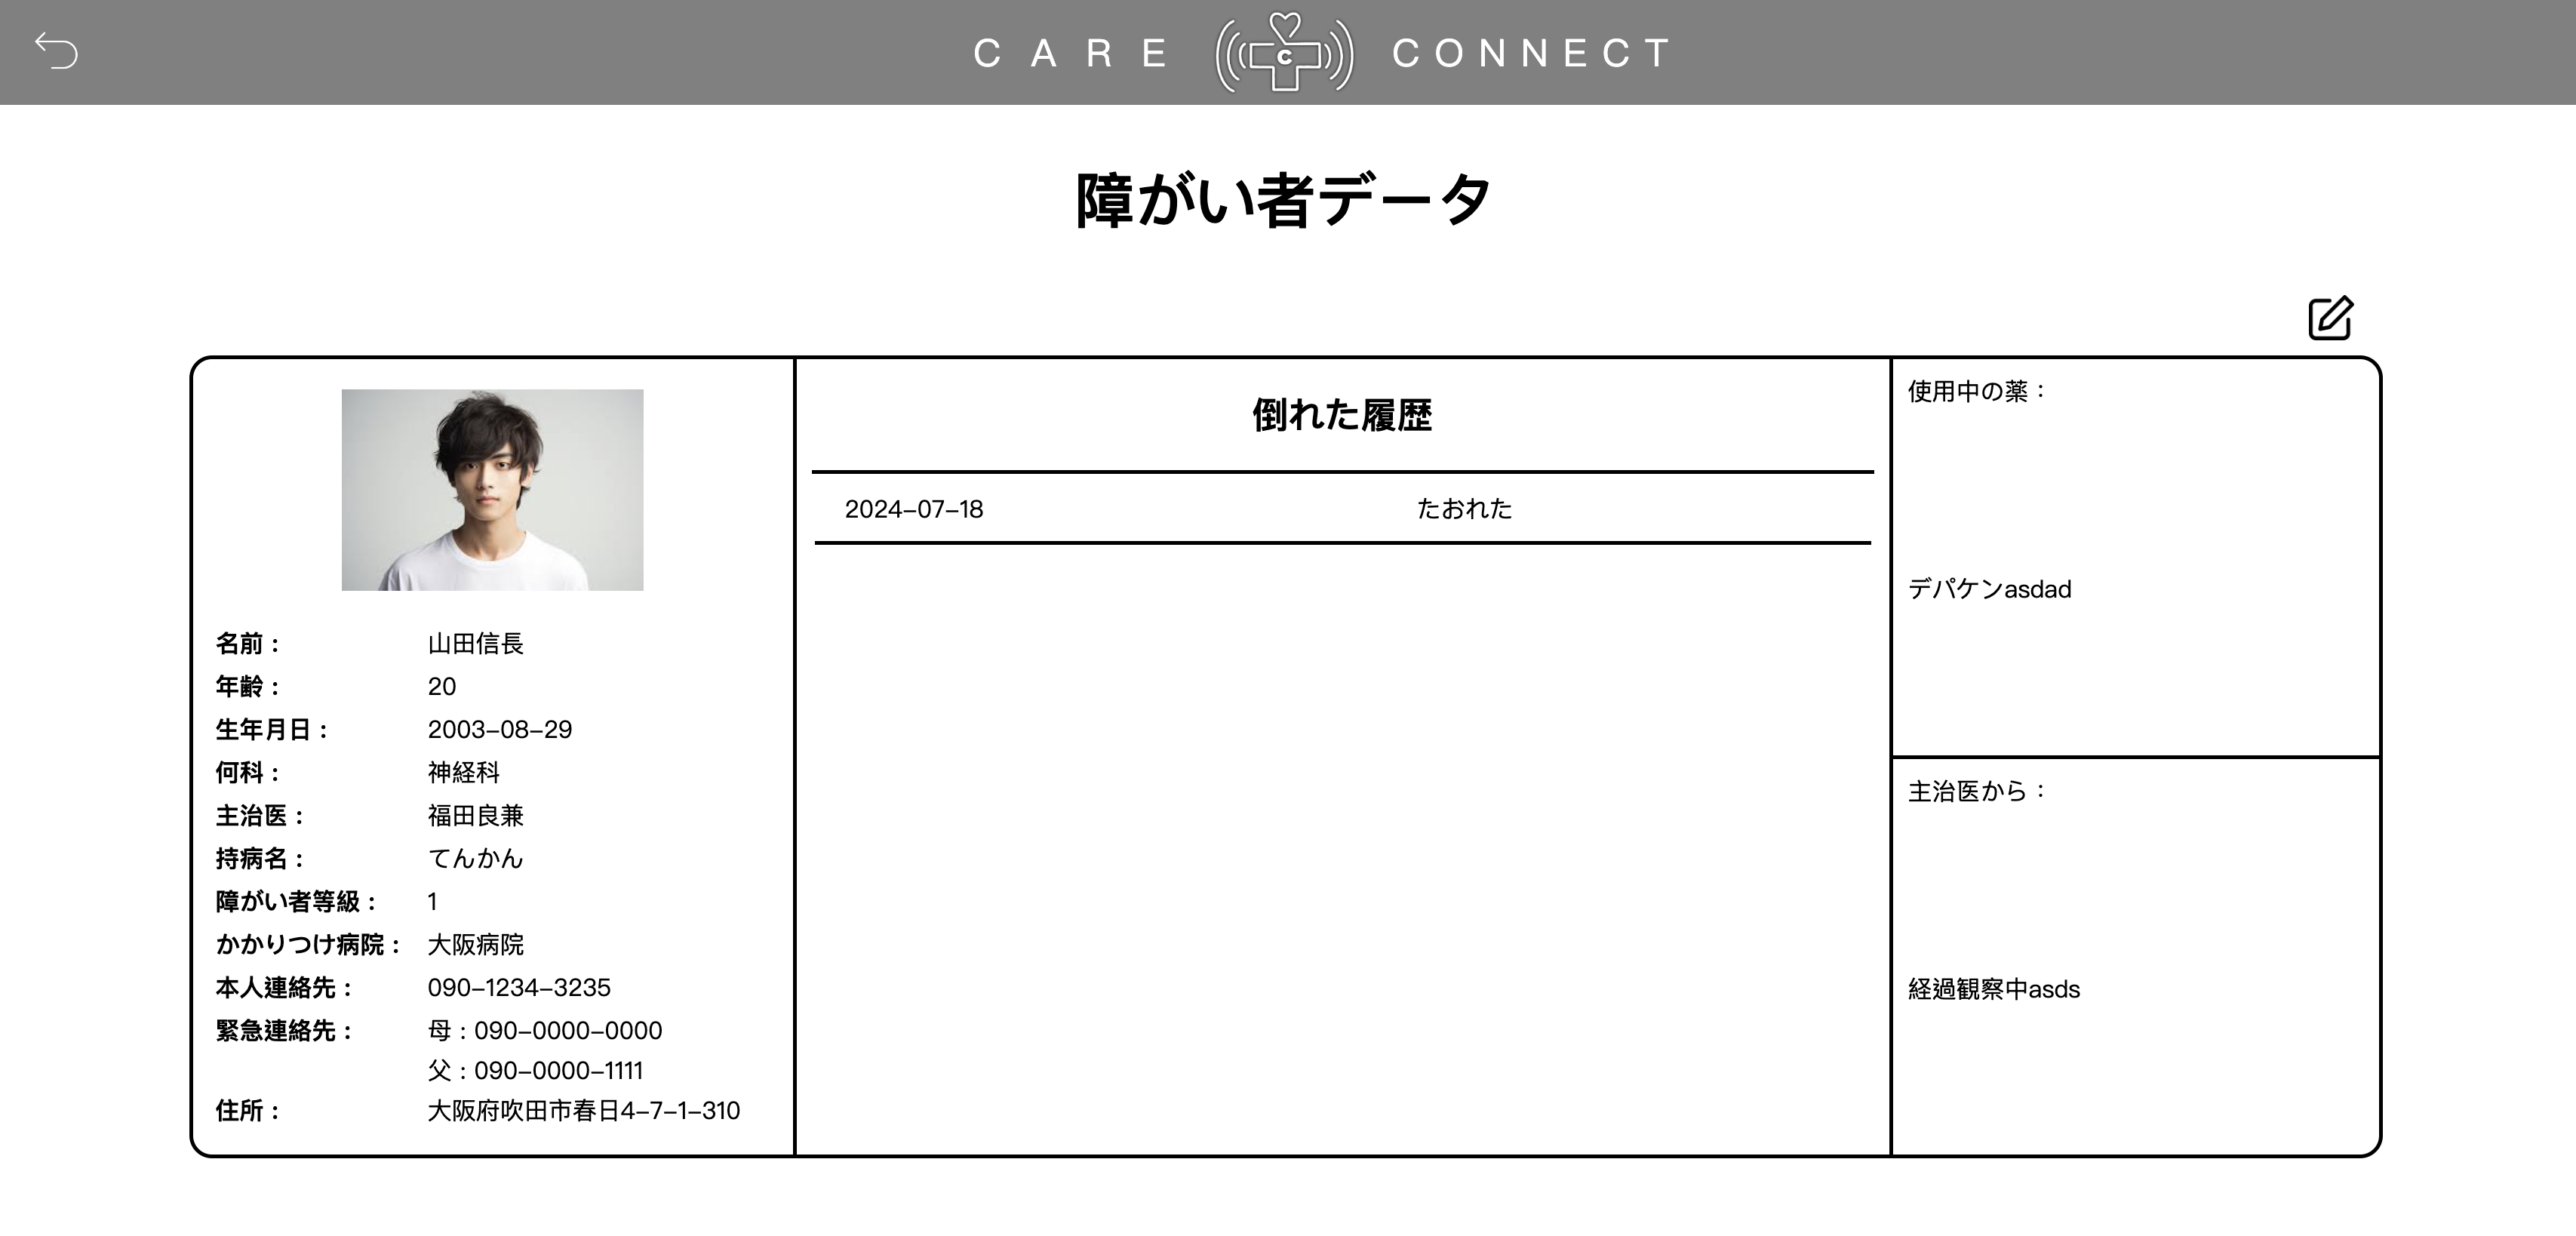 CARE C CONNECT
障がい者データ
名前： 山田信長
年齢： 20
生年月日： 2003-08-29
何科： 神経科
主治医： 福田良兼
持病名： てんかん
障がい者等級： 1
かかりつけ病院： 大阪病院
本人連絡先： 090-1234-3235
緊急連絡先： 母：090-0000-0000
父：090-0000-1111
住所： 大阪府吹田市春日4-7-1-310
倒れた履歴
2024-07-18 たおれた
使用中の薬：
デパケンasdad
主治医から：
経過観察中asds